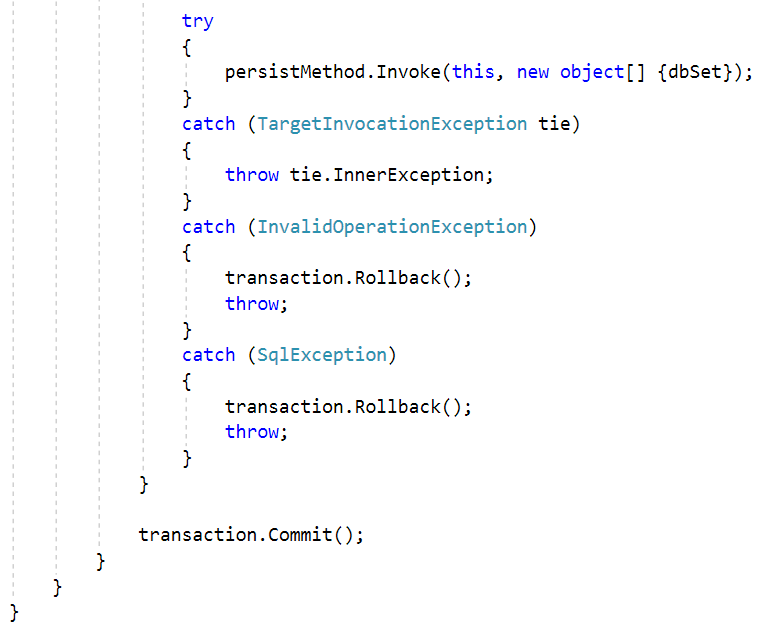 try
{
persistMethod.Invoke(this, new object[] {dbSet});
}
catch (TargetInvocationException tie)
{
throw tie.InnerException;
}
catch (InvalidOperationException)
{
transaction.Rollback();
throw;
}
catch (SqlException)
{
transaction.Rollback();
throw;
}
}
transaction.Commit();
}
}
}